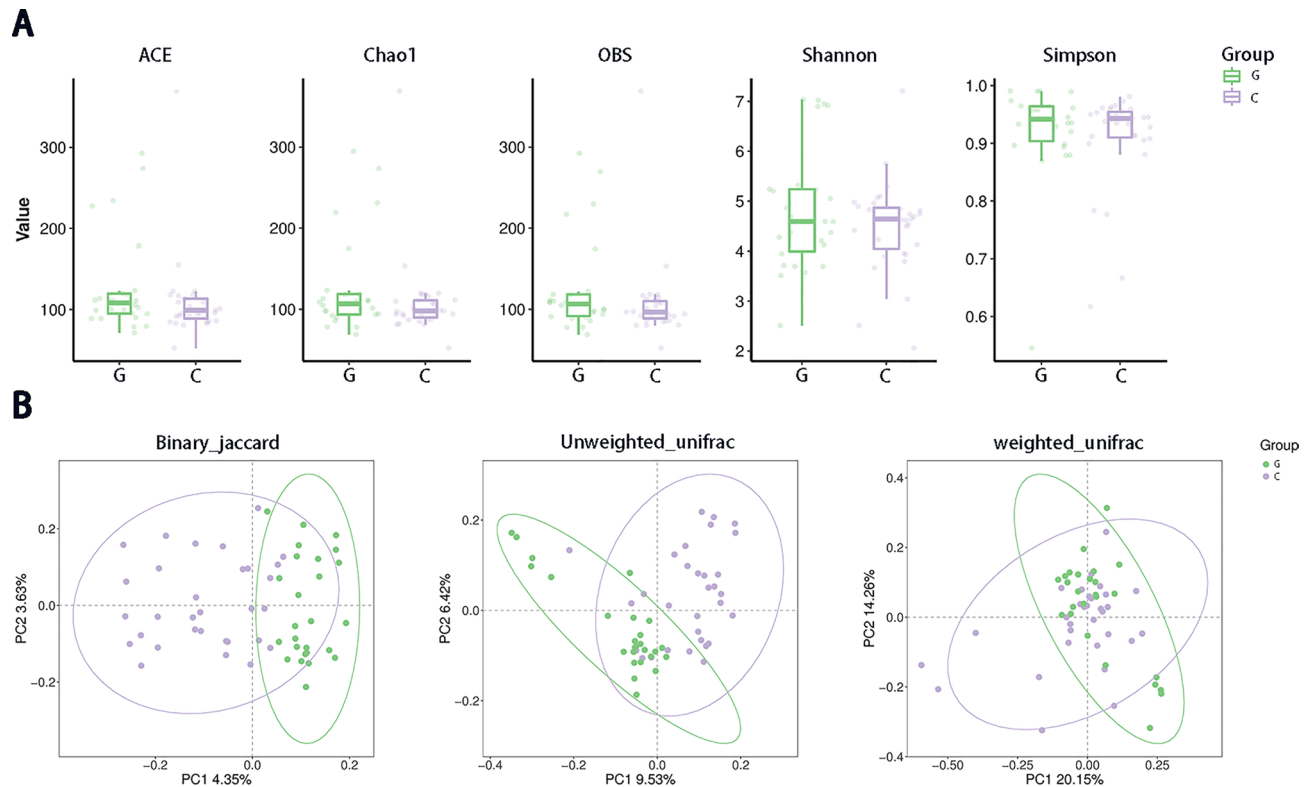 A
ACE Chao1 OBS Shannon Simpson Group
G
C
Value
300
200
100
G C
300
200
100
G C
300
200
100
G C
7
6
5
4
3
2
G C
1.0
0.9
0.8
0.7
0.6
G C
B
Binary_jaccard Unweighted_unifrac weighted_unifrac
Group
G
C
PC2 3.63%
0.2
0.0
−0.2
−0.2 0.0 0.2
PC1 4.35%
PC2 6.42%
0.2
0.0
−0.2
−0.4 −0.2 0.0 0.2
PC1 9.53%
PC2 14.26%
0.4
0.2
0.0
−0.2
−0.4
−0.50 −0.25 0.00 0.25
PC1 20.15%